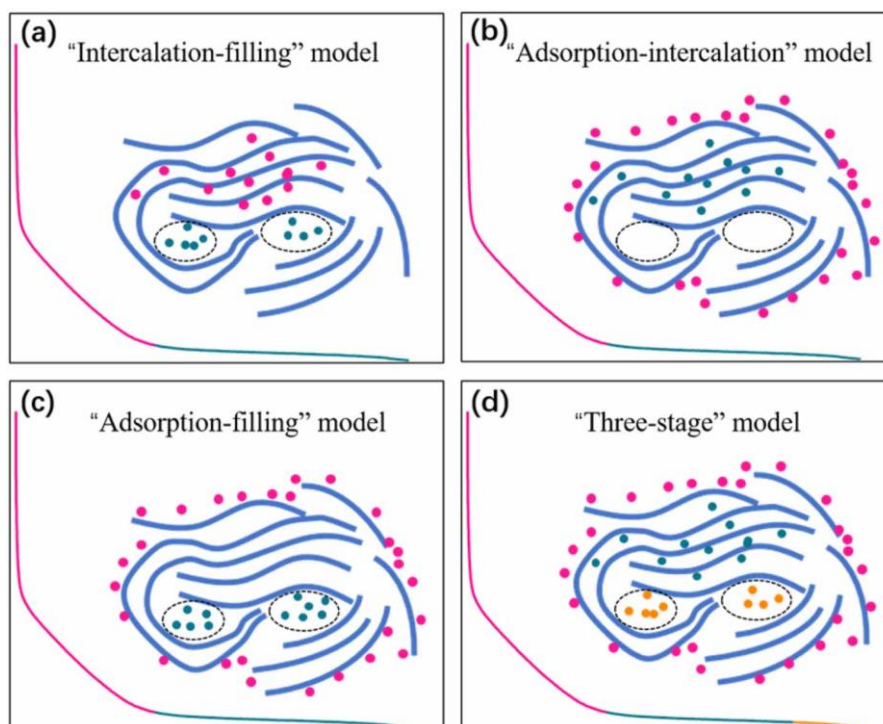 (a)
“Intercalation-filling” model
(b)
“Adsorption-intercalation” model
(c)
“Adsorption-filling” model
(d)
“Three-stage” model